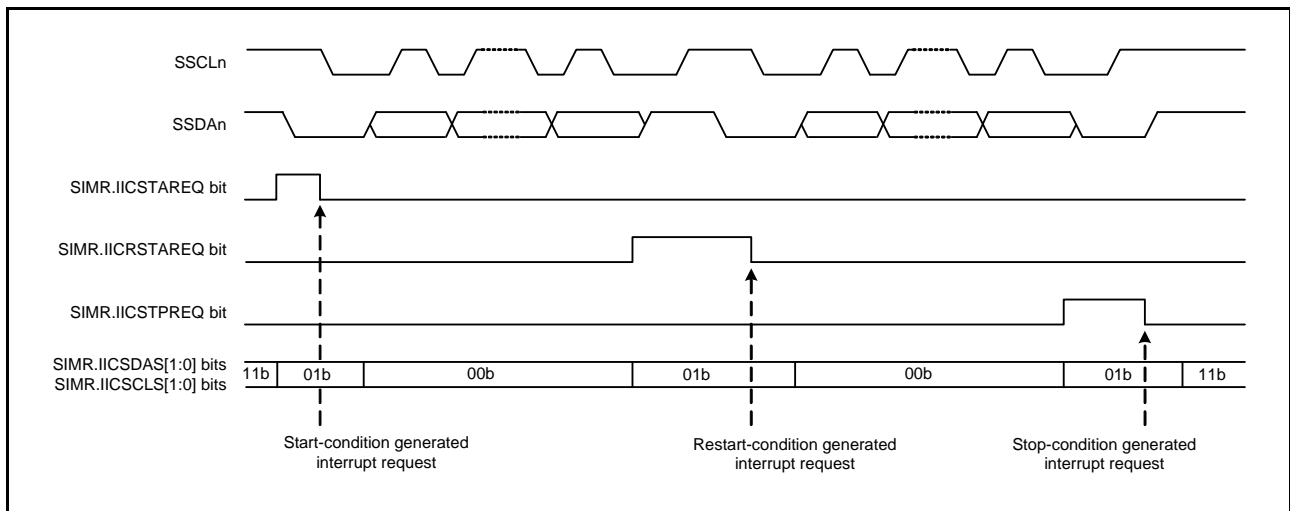 SSCLn
SSDAn
SIMR.IICSTAREQ bit
SIMR.IICRSTAREQ bit
SIMR.IICSTPREQ bit
SIMR.IICSDAS[1:0] bits
SIMR.IICSCLS[1:0] bits
11b 01b 00b 01b 00b 01b 11b
Start-condition generated
interrupt request
Restart-condition generated
interrupt request
Stop-condition generated
interrupt request